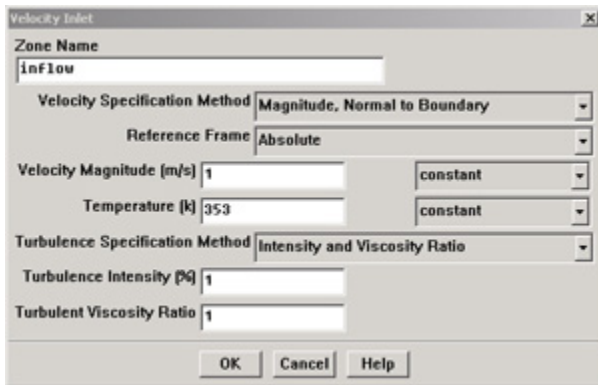 Velocity Inlet
Zone Name
inflow
Velocity Specification Method Magnitude, Normal to Boundary
Reference Frame Absolute
Velocity Magnitude (m/s) 1 constant
Temperature (k) 353 constant
Turbulence Specification Method Intensity and Viscosity Ratio
Turbulence Intensity (%) 1
Turbulent Viscosity Ratio 1
OK Cancel Help